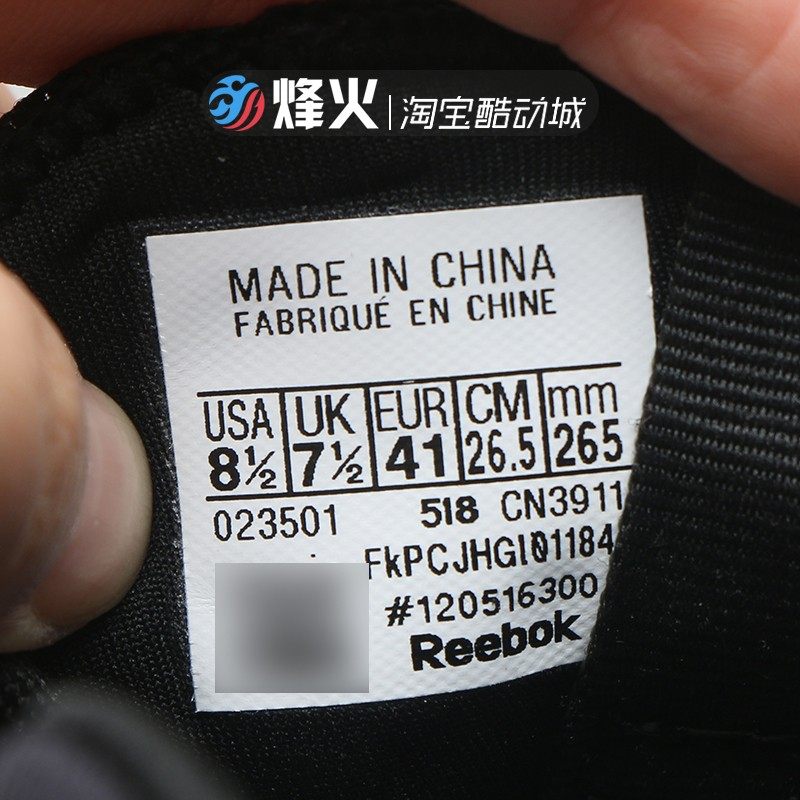 烽火 | 淘宝酷动城
MADE IN CHINA
FABRIQUÉ EN CHINE
USA UK EUR CM mm
8½ 7½ 41 26.5 265
023501 518 CN3911
FkPCJHGl01184
#120516300
Reebok